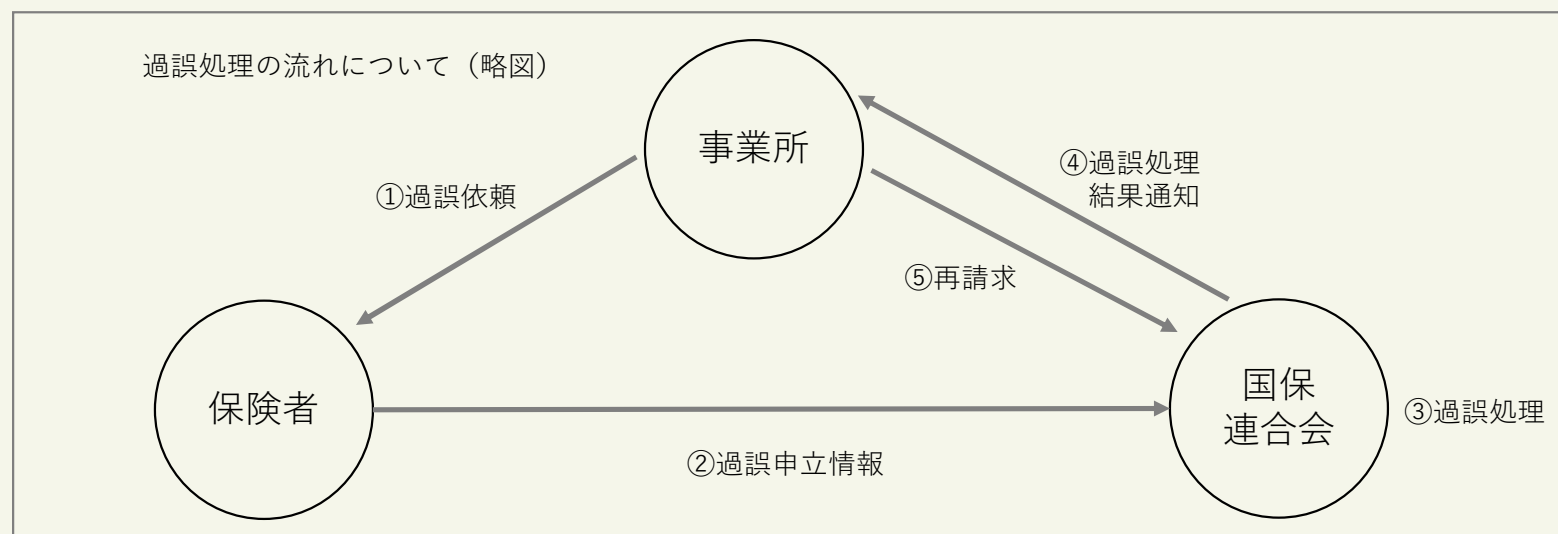 過誤処理の流れについて（略図）
事業所
①過誤依頼
④過誤処理
結果通知
⑤再請求
保険者
国保
連合会
③過誤処理
②過誤申立情報